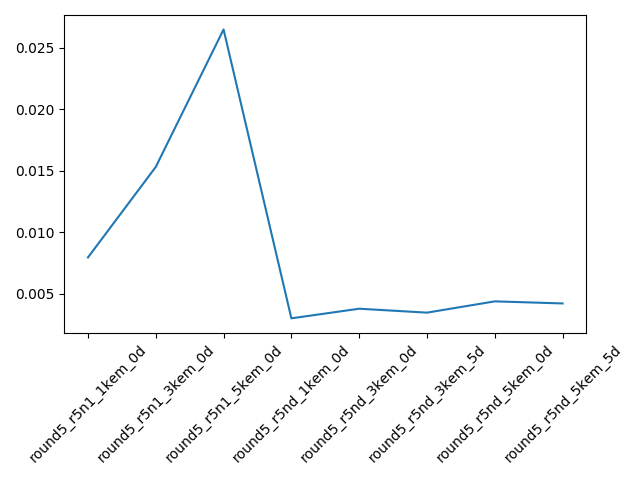 0.025
0.020
0.015
0.010
0.005
round5_r5n1_1kem_0d
round5_r5n1_3kem_0d
round5_r5n1_5kem_0d
round5_r5nd_1kem_0d
round5_r5nd_3kem_0d
round5_r5nd_3kem_5d
round5_r5nd_5kem_0d
round5_r5nd_5kem_5d